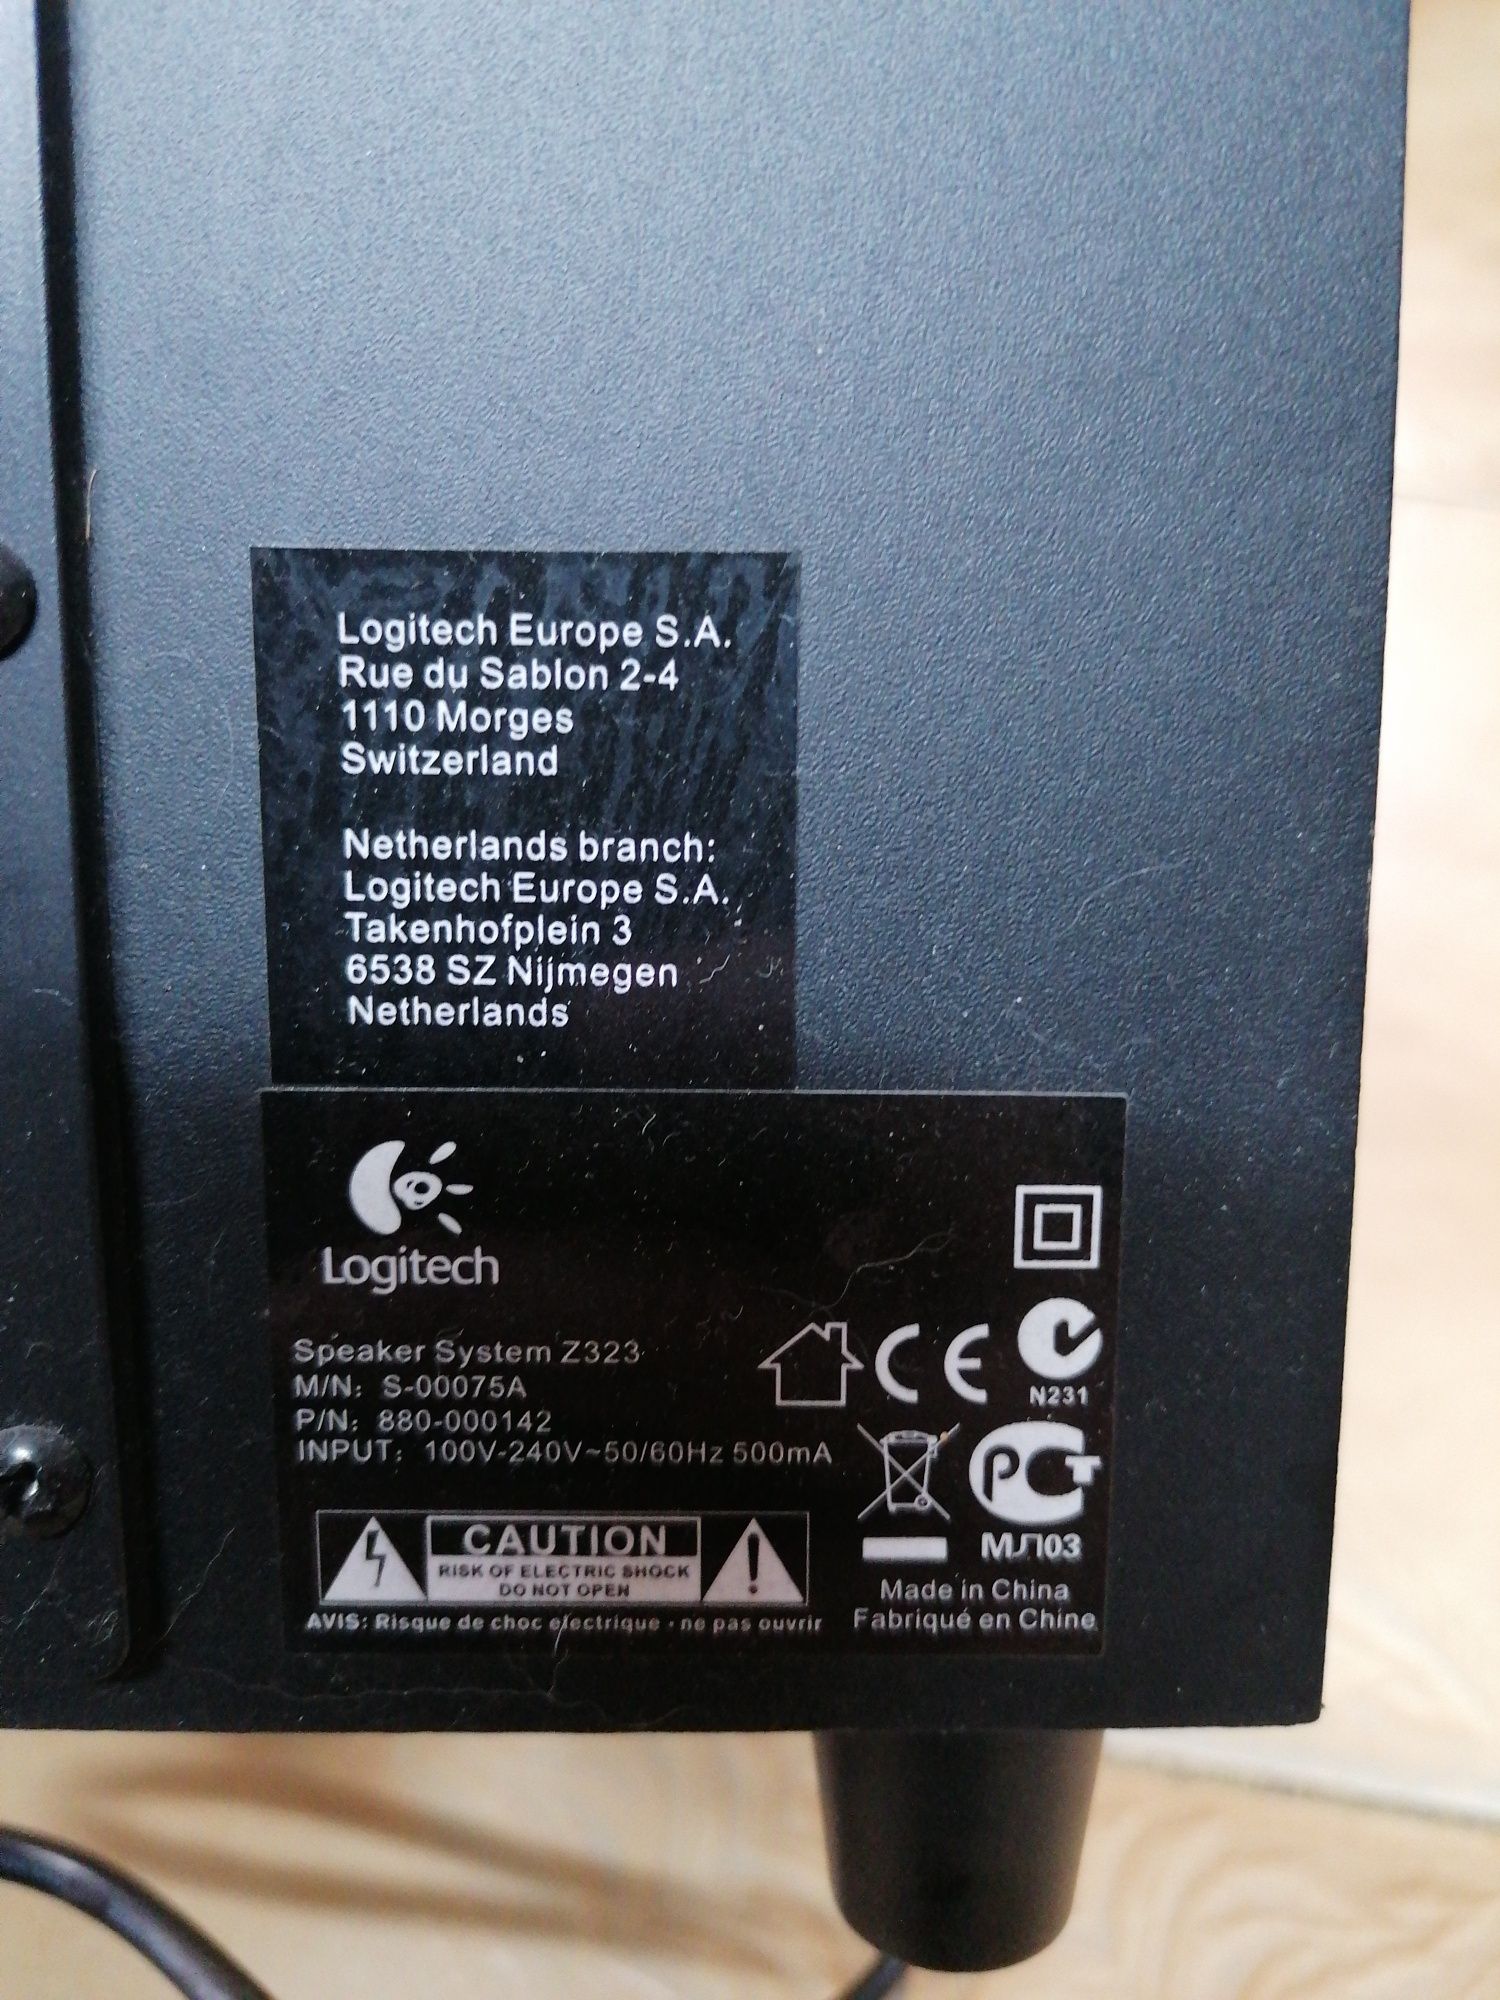 Logitech Europe S.A.
Rue du Sablon 2-4
1110 Morges
Switzerland
Netherlands branch:
Logitech Europe S.A.
Takenhofplein 3
6538 SZ Nijmegen
Netherlands
Logitech
Speaker System Z323
M/N: S-00075A
P/N: 880-000142
INPUT: 100V-240V~50/60Hz 500mA
CE
N231
PCT
МЛ03
CAUTION
RISK OF ELECTRIC SHOCK
DO NOT OPEN
AVIS: Risque de choc electrique - ne pas ouvrir
Made in China
Fabriqué en Chine